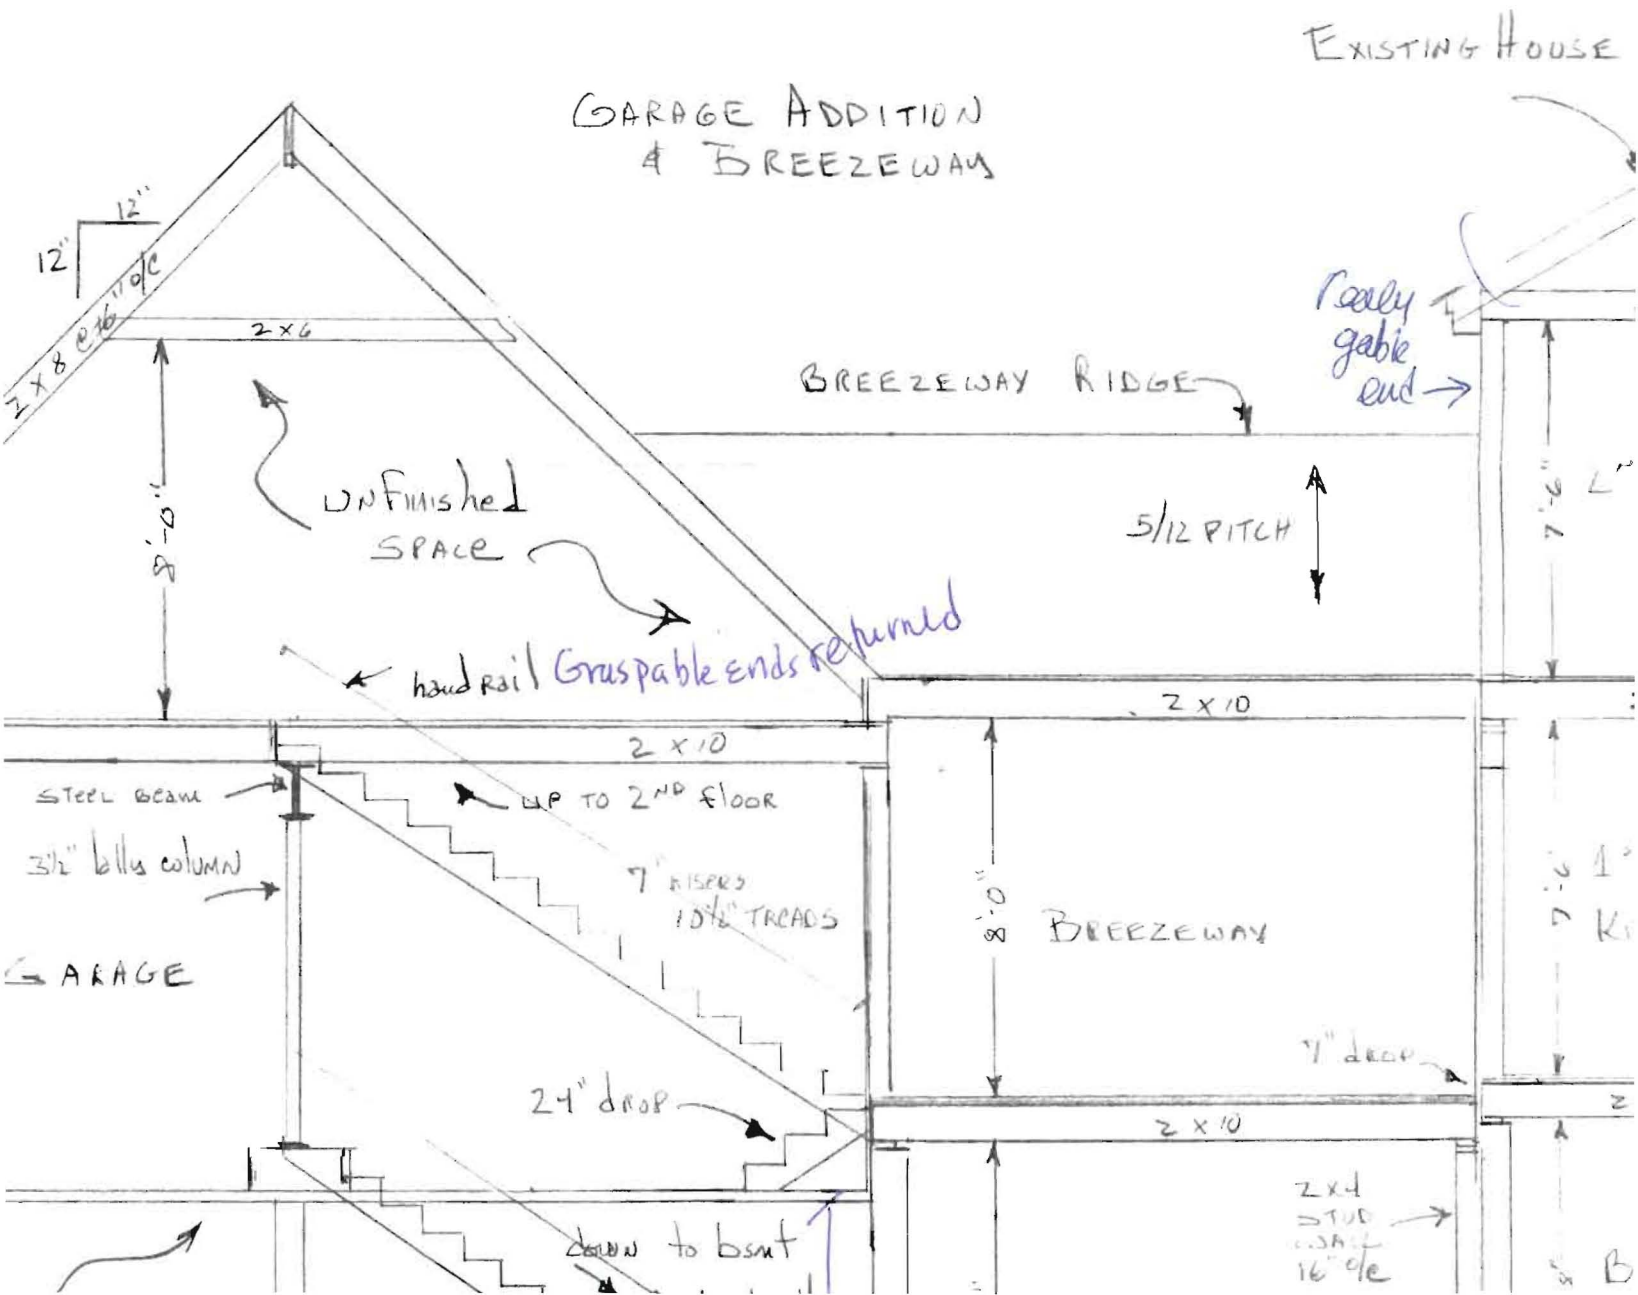 EXISTING HOUSE
GARAGE ADDITION
& BREEZEWAY
12"
12"
2 X 8 @ 16" o/c
2 x 6
really
gable
end
BREEZEWAY RIDGE
8'-0"
UNFinished
SPACE
5/12 PITCH
7'-6"
handrail Graspable ends returned
2 x 10
2 x 10
STEEL BEAM
UP TO 2ND FLOOR
3½" lally column
7" RISERS
10½" TREADS
8'-0"
BREEZEWAY
GARAGE
7" drop
24" drop
2 x 10
2
2x4
STUD
WALL
16" o/c
down to bsmt
B